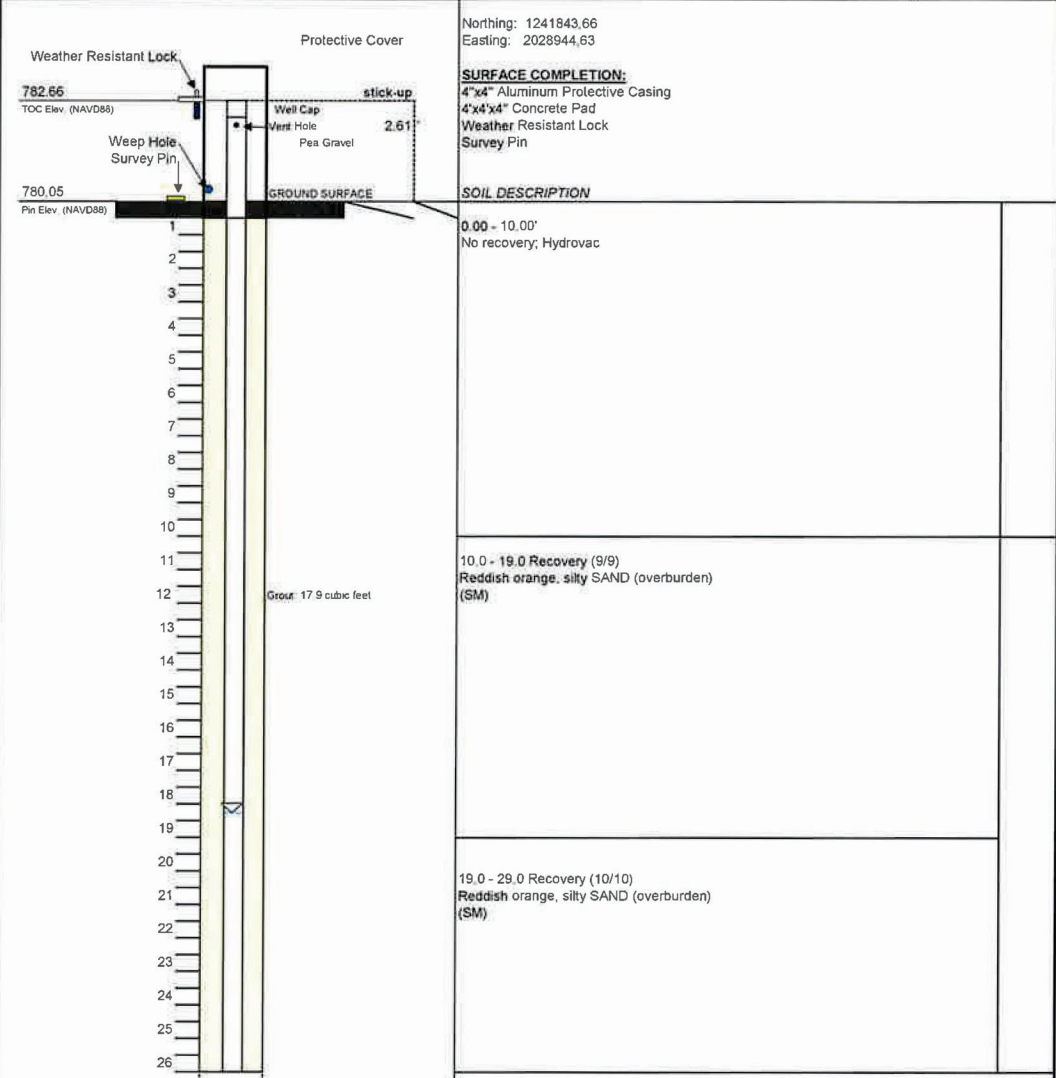 Northing: 1241843,66
Easting: 2028944,63
Protective Cover
Weather Resistant Lock
SURFACE COMPLETION:
4"x4" Aluminum Protective Casing
4'x4'x4" Concrete Pad
Weather Resistant Lock
Survey Pin
782.66
stick-up
TOC Elev. (NAVD88)
Well Cap
Vent Hole
2.61'
Pea Gravel
Weep Hole
Survey Pin
780,05
GROUND SURFACE
SOIL DESCRIPTION
Pin Elev. (NAVD88)
0.00 - 10,00'
No recovery; Hydrovac
1
2
3
4
5
6
7
8
9
10
10,0 - 19.0 Recovery (9/9)
Reddish orange, silty SAND (overburden)
(SM)
11
12
Grout: 17.9 cubic feet
13
14
15
16
17
18
19
19,0 - 29,0 Recovery (10/10)
Reddish orange, silty SAND (overburden)
(SM)
20
21
22
23
24
25
26